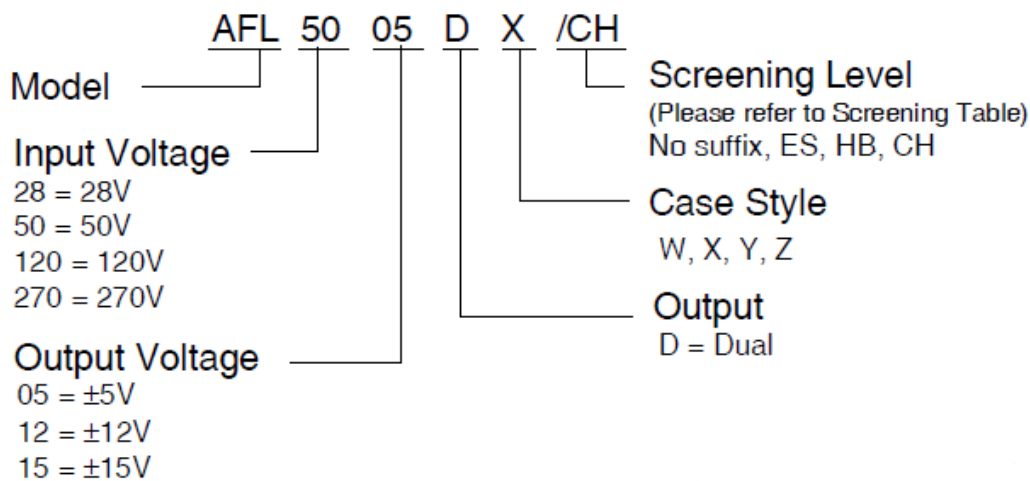 AFL 50 05 D X /CH
Model
Input Voltage
28 = 28V
50 = 50V
120 = 120V
270 = 270V
Output Voltage
05 = ±5V
12 = ±12V
15 = ±15V
Screening Level
(Please refer to Screening Table)
No suffix, ES, HB, CH
Case Style
W, X, Y, Z
Output
D = Dual